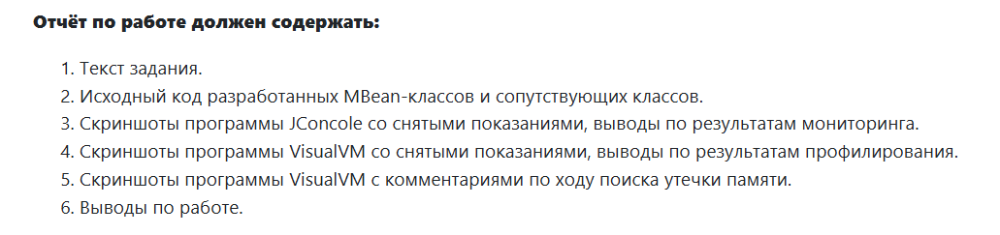 Отчёт по работе должен содержать:
1. Текст задания.
2. Исходный код разработанных MBean-классов и сопутствующих классов.
3. Скриншоты программы JConcole со снятыми показаниями, выводы по результатам мониторинга.
4. Скриншоты программы VisualVM со снятыми показаниями, выводы по результатам профилирования.
5. Скриншоты программы VisualVM с комментариями по ходу поиска утечки памяти.
6. Выводы по работе.